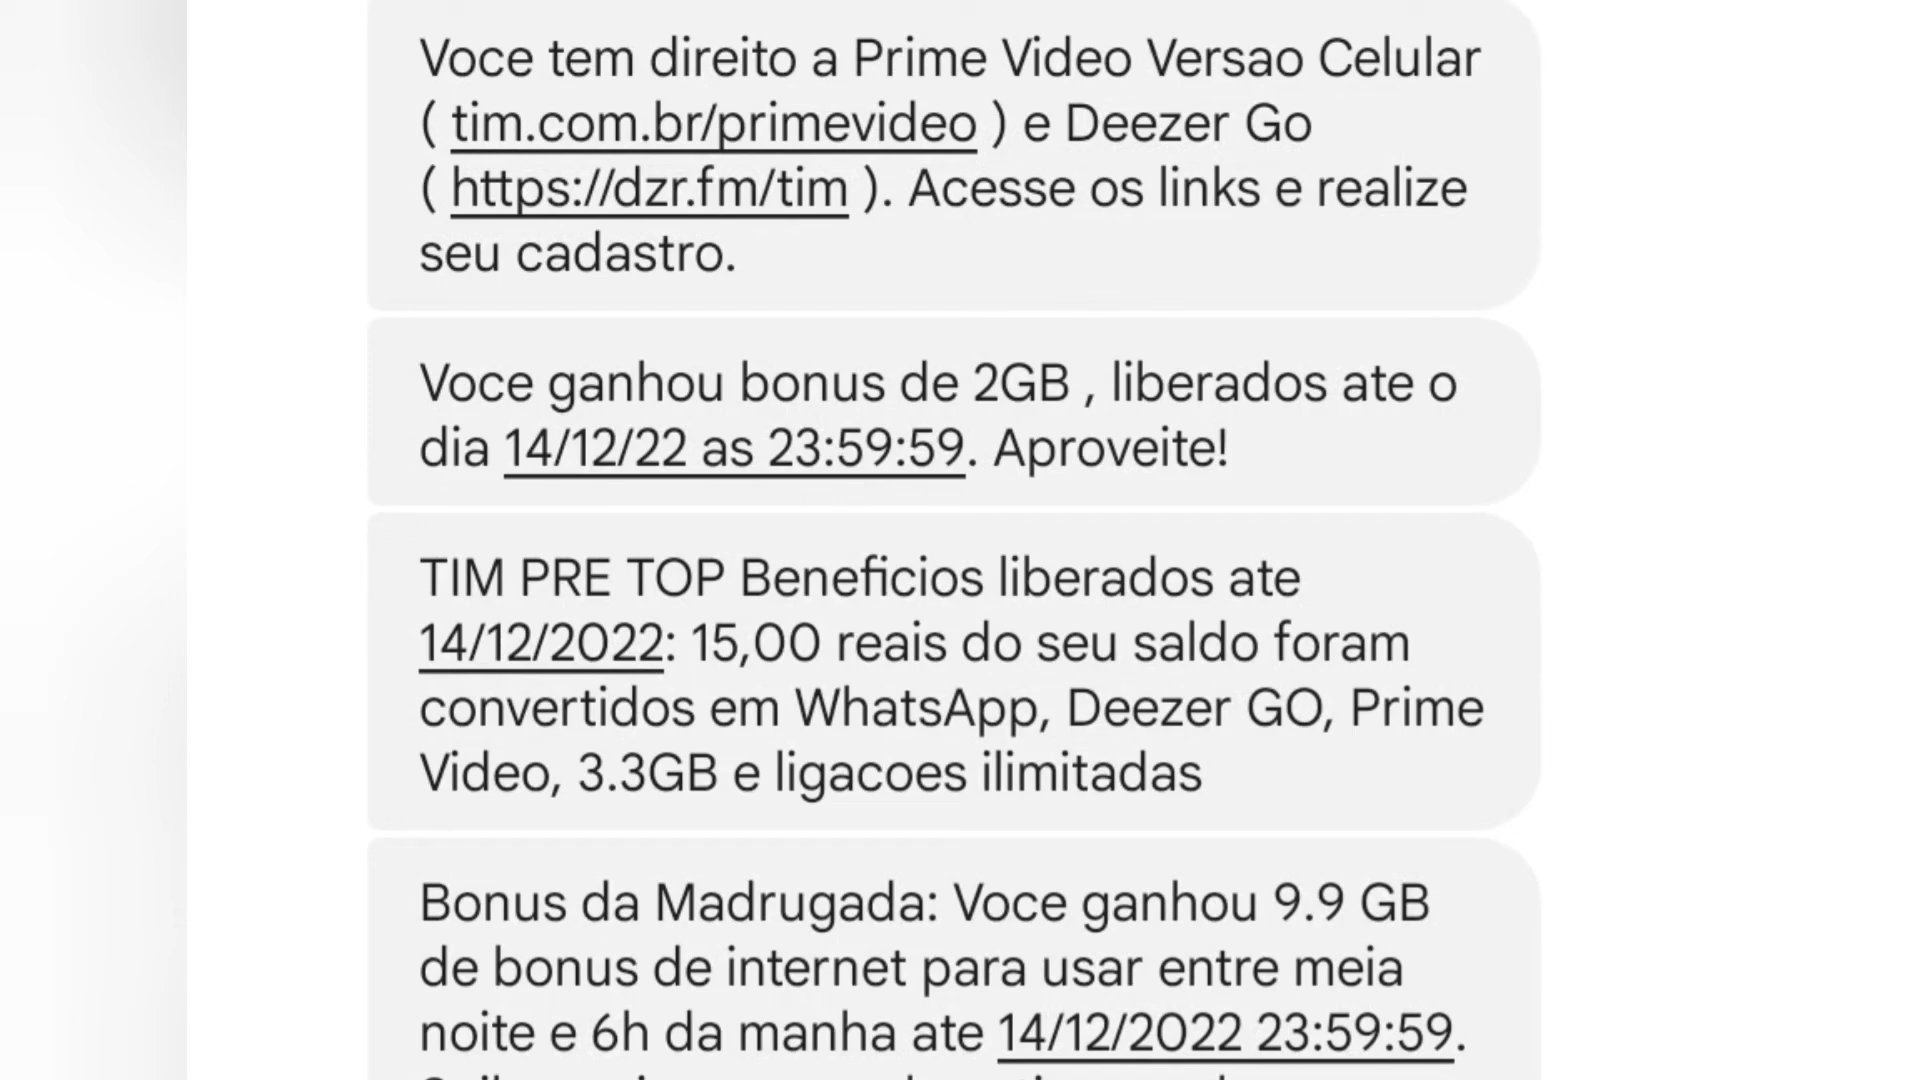 Voce tem direito a Prime Video Versao Celular
( tim.com.br/primevideo ) e Deezer Go
( https://dzr.fm/tim ). Acesse os links e realize
seu cadastro.
Voce ganhou bonus de 2GB , liberados ate o
dia 14/12/22 as 23:59:59. Aproveite!
TIM PRE TOP Beneficios liberados ate
14/12/2022: 15,00 reais do seu saldo foram
convertidos em WhatsApp, Deezer GO, Prime
Video, 3.3GB e ligacoes ilimitadas
Bonus da Madrugada: Voce ganhou 9.9 GB
de bonus de internet para usar entre meia
noite e 6h da manha ate 14/12/2022 23:59:59.